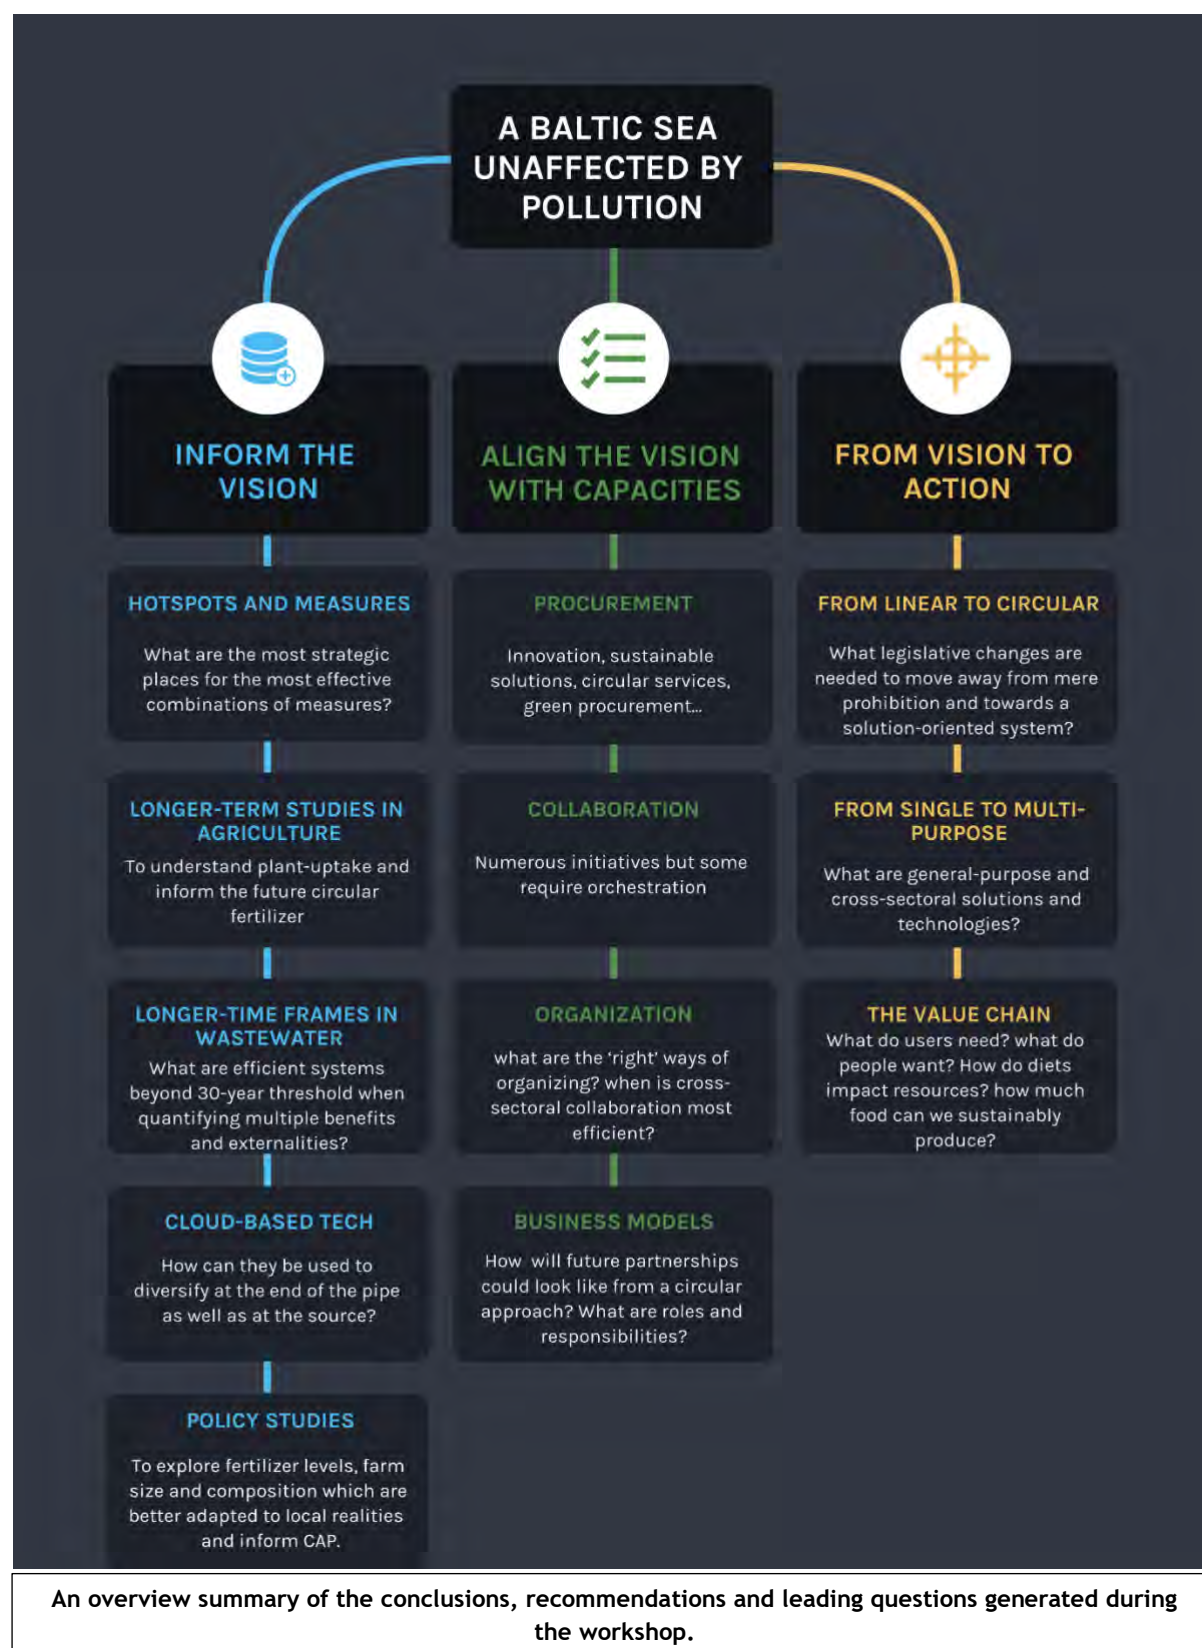 A BALTIC SEA
UNAFFECTED BY
POLLUTION
INFORM THE
VISION
HOTSPOTS AND MEASURES
What are the most strategic
places for the most effective
combinations of measures?
LONGER-TERM STUDIES IN
AGRICULTURE
To understand plant-uptake and
inform the future circular
fertilizer
LONGER-TIME FRAMES IN
WASTEWATER
What are efficient systems
beyond 30-year threshold when
quantifying multiple benefits
and externalities?
CLOUD-BASED TECH
How can they be used to
diversify at the end of the pipe
as well as at the source?
POLICY STUDIES
To explore fertilizer levels, farm
size and composition which are
better adapted to local realities
and inform CAP.
ALIGN THE VISION
WITH CAPACITIES
PROCUREMENT
Innovation, sustainable
solutions, circular services,
green procurement...
COLLABORATION
Numerous initiatives but some
require orchestration
ORGANIZATION
what are the ‘right’ ways of
organizing? when is cross-
sectoral collaboration most
efficient?
BUSINESS MODELS
How will future partnerships
could look like from a circular
approach? What are roles and
responsibilities?
FROM VISION TO
ACTION
FROM LINEAR TO CIRCULAR
What legislative changes are
needed to move away from mere
prohibition and towards a
solution-oriented system?
FROM SINGLE TO MULTI-
PURPOSE
What are general-purpose and
cross-sectoral solutions and
technologies?
THE VALUE CHAIN
What do users need? what do
people want? How do diets
impact resources? how much
food can we sustainably
produce?
An overview summary of the conclusions, recommendations and leading questions generated during
the workshop.